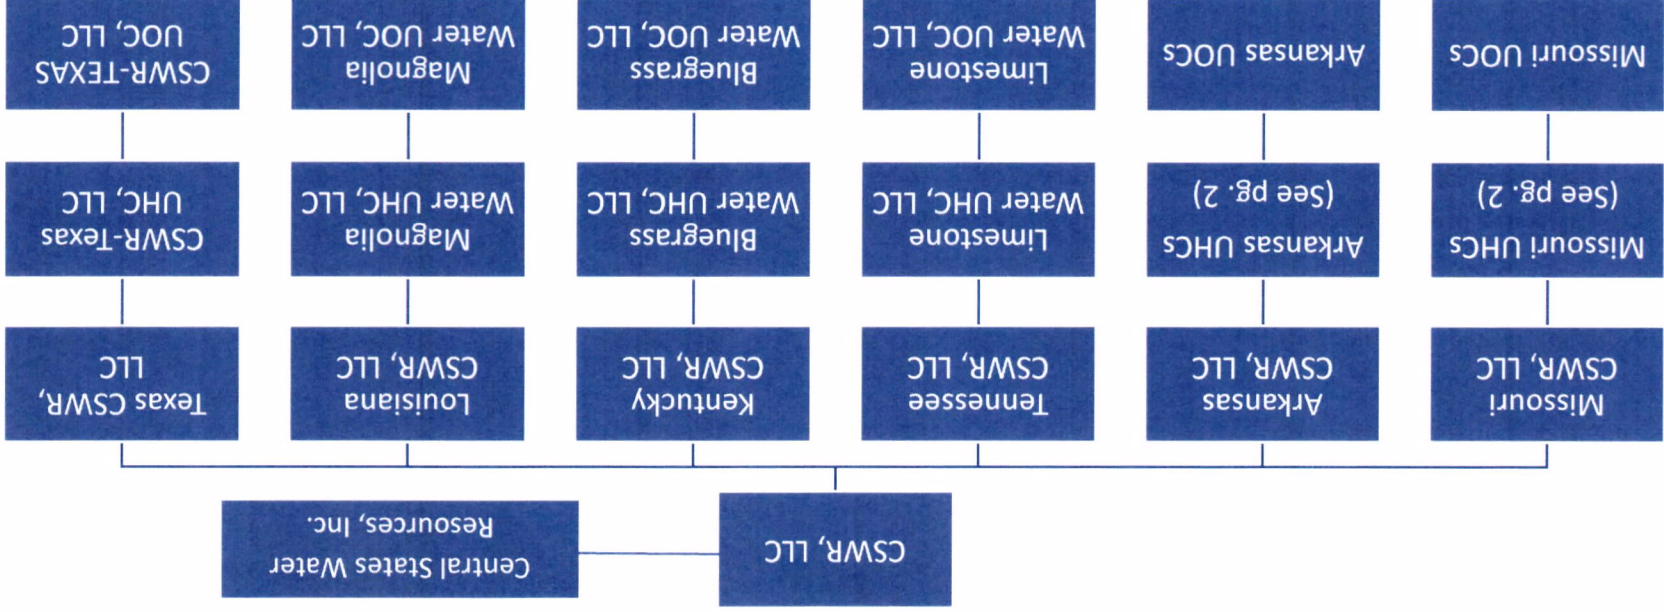 CSWR, LLC
Central States Water
Resources, Inc.
Missouri
CSWR, LLC
Arkansas
CSWR, LLC
Tennessee
CSWR, LLC
Kentucky
CSWR, LLC
Louisiana
CSWR, LLC
Texas CSWR,
LLC
Missouri UHCs
(See pg. 2)
Arkansas UHCs
(See pg. 2)
Limestone
Water UHC, LLC
Bluegrass
Water UHC, LLC
Magnolia
Water UHC, LLC
CSWR-Texas
UHC, LLC
Missouri UOCs
Arkansas UOCs
Limestone
Water UOC, LLC
Bluegrass
Water UOC, LLC
Magnolia
Water UOC, LLC
CSWR-TEXAS
UOC, LLC